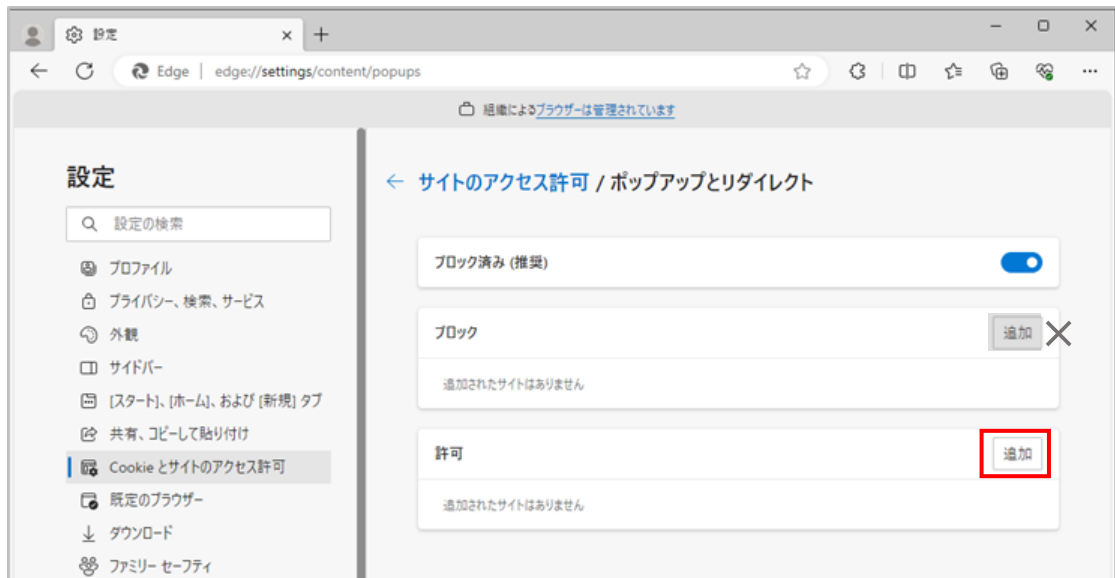 設定
Edge | edge://settings/content/popups
組織によるブラウザーは管理されています
設定
設定の検索
プロファイル
プライバシー、検索、サービス
外観
サイドバー
[スタート]、[ホーム]、および [新規] タブ
共有、コピーして貼り付け
Cookie とサイトのアクセス許可
既定のブラウザー
ダウンロード
ファミリー セーフティ
サイトのアクセス許可 / ポップアップとリダイレクト
ブロック済み (推奨)
ブロック
追加
追加されたサイトはありません
許可
追加
追加されたサイトはありません